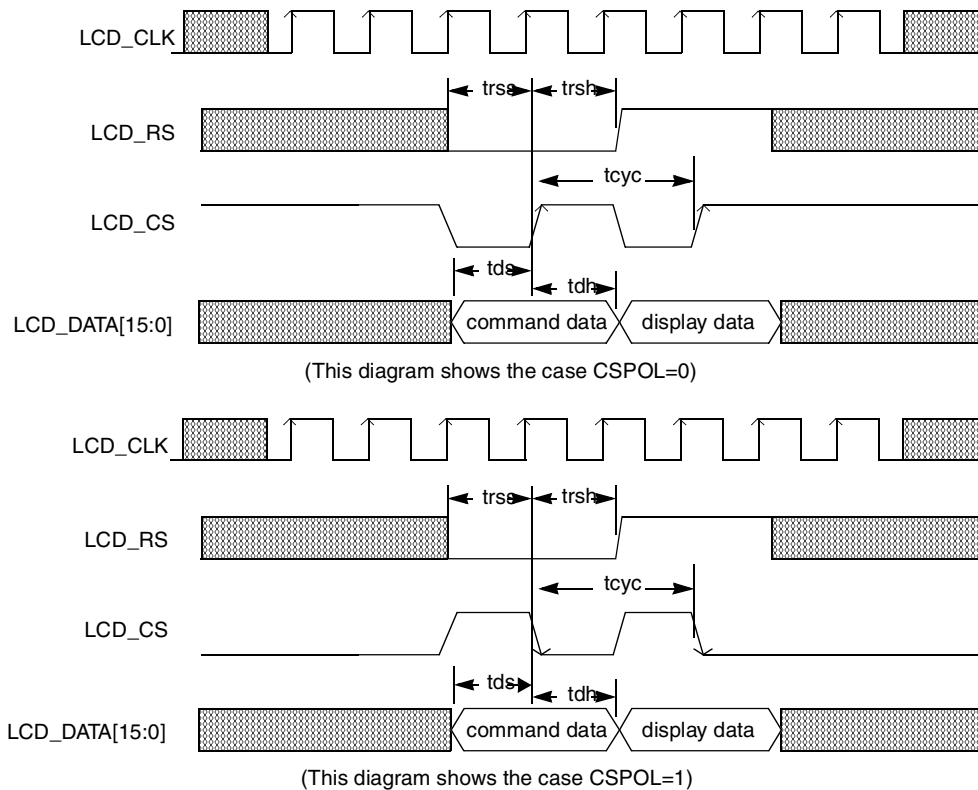 LCD_CLK
trss trsh
LCD_RS
tcyc
LCD_CS
tds tdh
LCD_DATA[15:0] command data display data
(This diagram shows the case CSPOL=0)
LCD_CLK
trss trsh
LCD_RS
tcyc
LCD_CS
tds tdh
LCD_DATA[15:0] command data display data
(This diagram shows the case CSPOL=1)